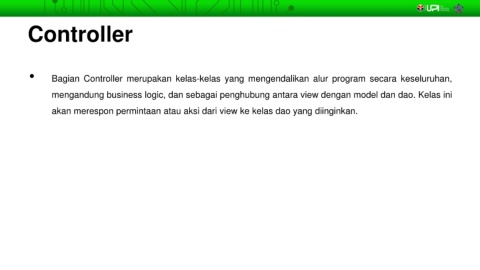 UPI
Controller
• Bagian Controller merupakan kelas-kelas yang mengendalikan alur program secara keseluruhan,
mengandung business logic, dan sebagai penghubung antara view dengan model dan dao. Kelas ini
akan merespon permintaan atau aksi dari view ke kelas dao yang diinginkan.